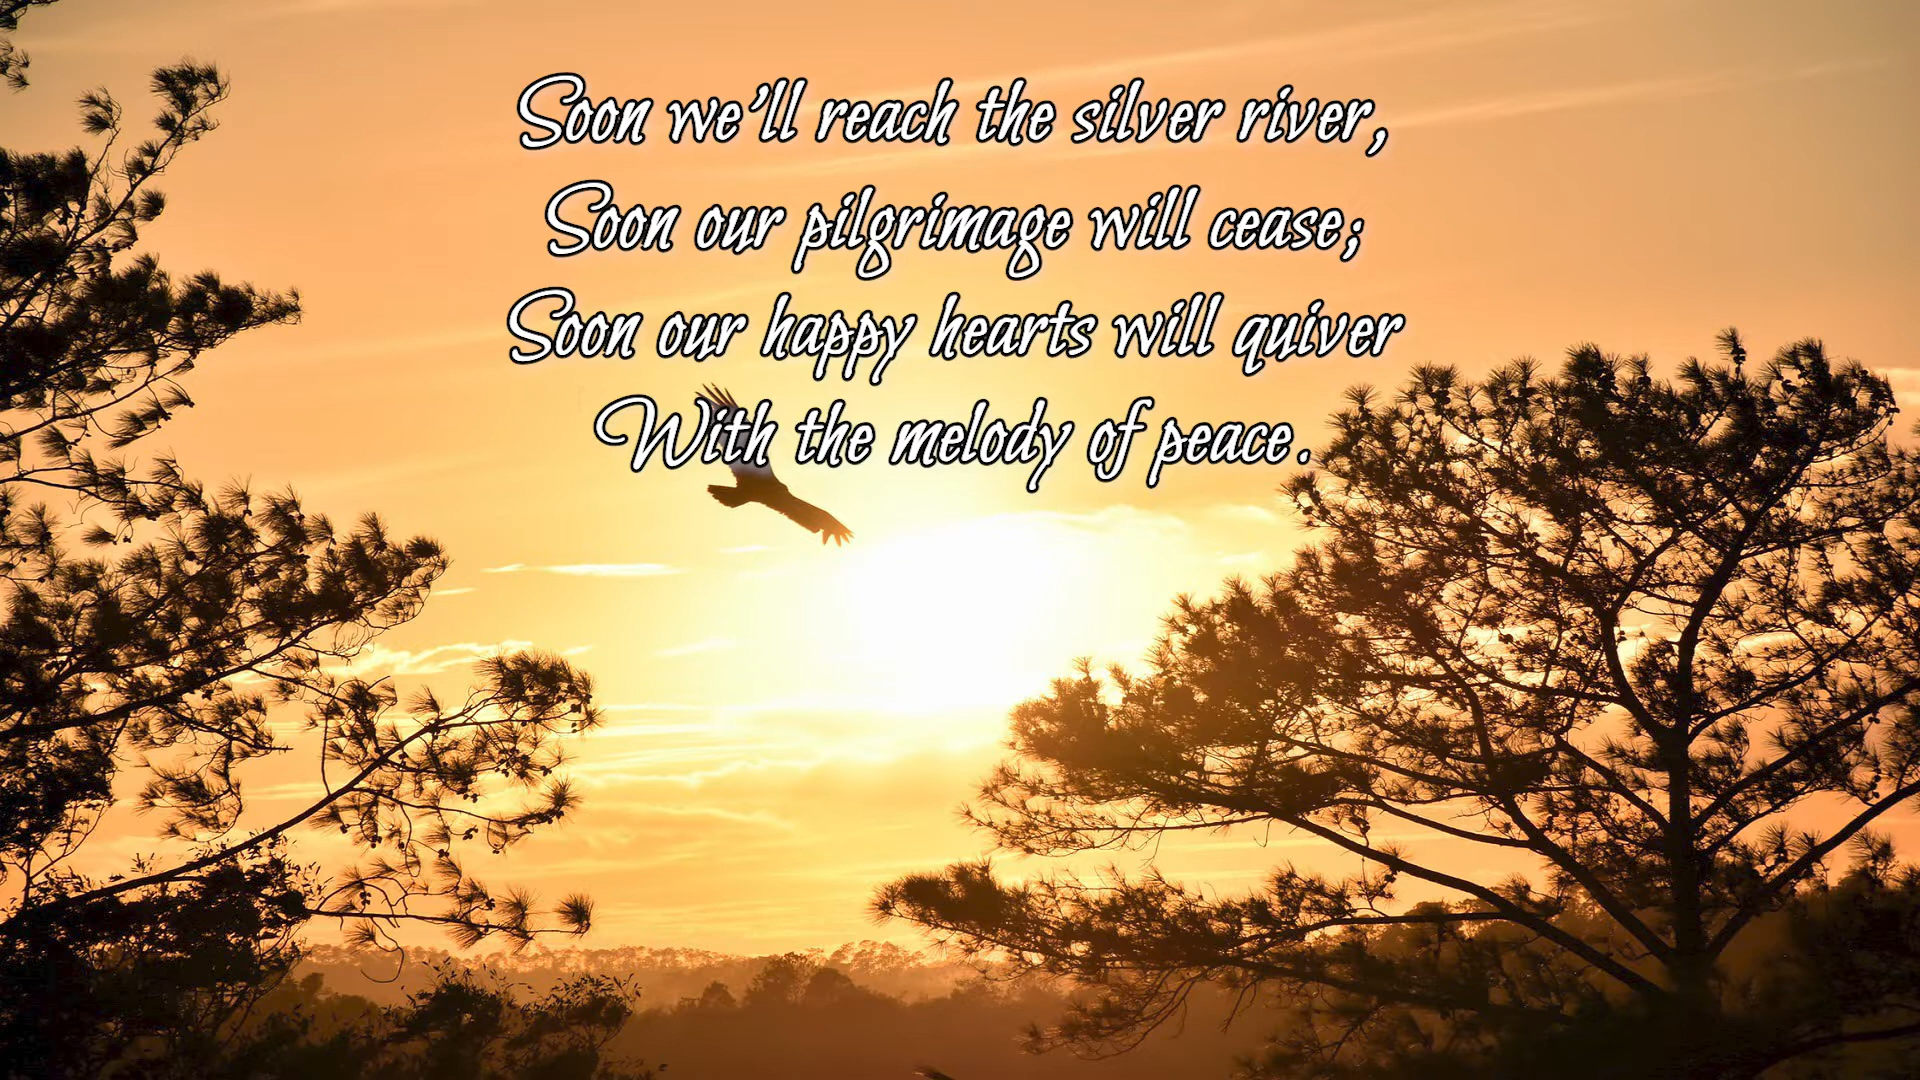 Soon we’ll reach the silver river,
Soon our pilgrimage will cease;
Soon our happy hearts will quiver
With the melody of peace.